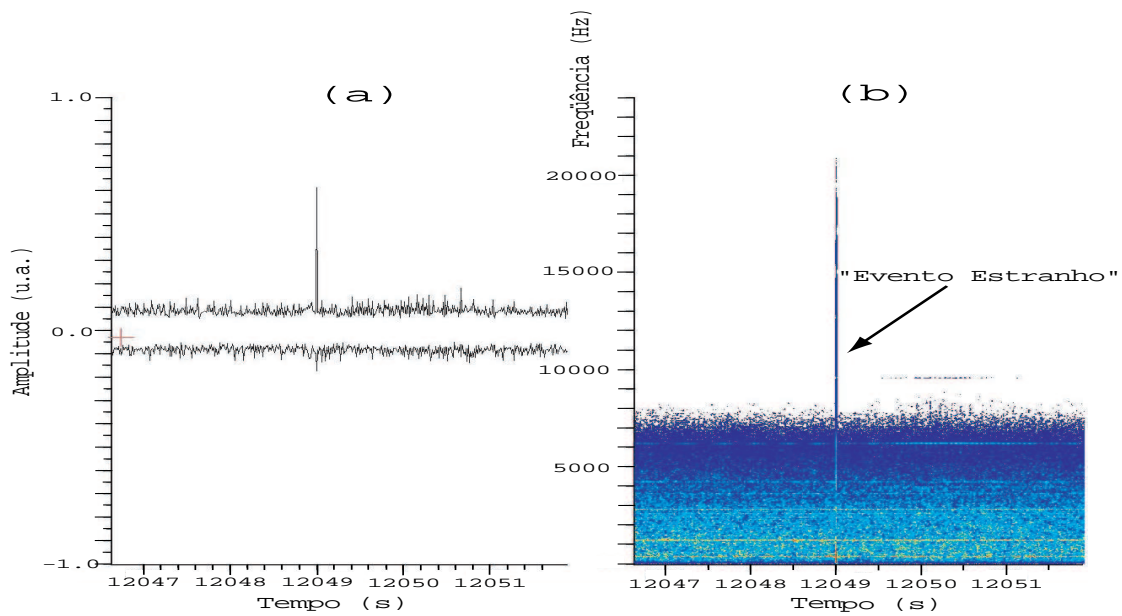 (a)
Amplitude (u.a.)
1.0
0.0
-1.0
12047 12048 12049 12050 12051
Tempo (s)
(b)
Freqüência (Hz)
20000
15000
10000
5000
"Evento Estranho"
12047 12048 12049 12050 12051
Tempo (s)